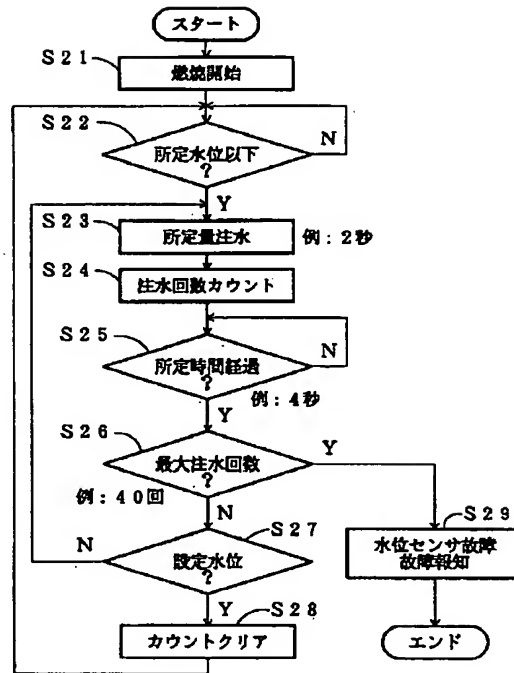 スタート
S21
燃焼開始
S22
所定水位以下
?
N
Y
S23
所定量注水
例:2秒
S24
注水回数カウント
S25
所定時間経過
?
N
例:4秒
Y
S26
最大注水回数
?
Y
例:40回
N
S27
設定水位
?
N
Y
S28
カウントクリア
S29
水位センサ故障
故障報知
エンド